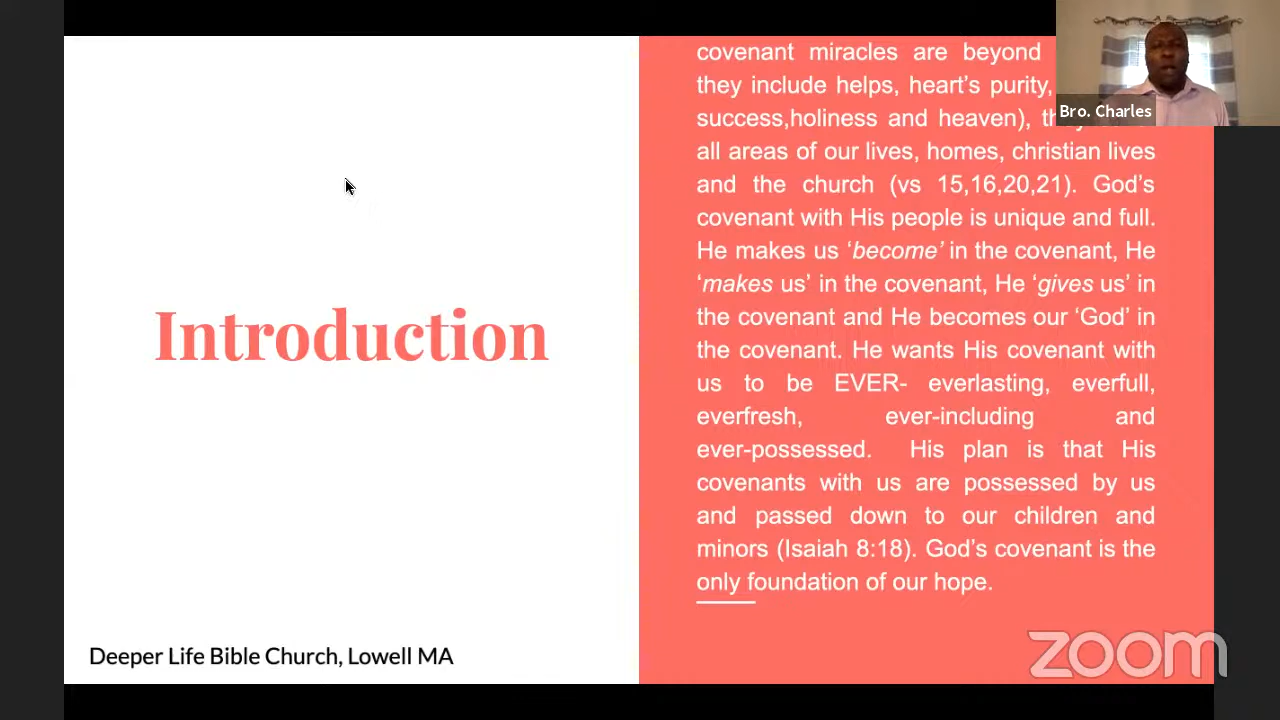 covenant miracles are beyond
they include helps, heart's purity,
success,holiness and heaven),
all areas of our lives, homes, christian lives
and the church (vs 15,16,20,21). God's
covenant with His people is unique and full.
He makes us ‘become’ in the covenant, He
‘makes us’ in the covenant, He ‘gives us’ in
the covenant and He becomes our ‘God’ in
the covenant. He wants His covenant with
us to be EVER- everlasting, everfull,
everfresh, ever-including and
ever-possessed. His plan is that His
covenants with us are possessed by us
and passed down to our children and
minors (Isaiah 8:18). God's covenant is the
only foundation of our hope.
Bro. Charles
Introduction
Deeper Life Bible Church, Lowell MA
zoom